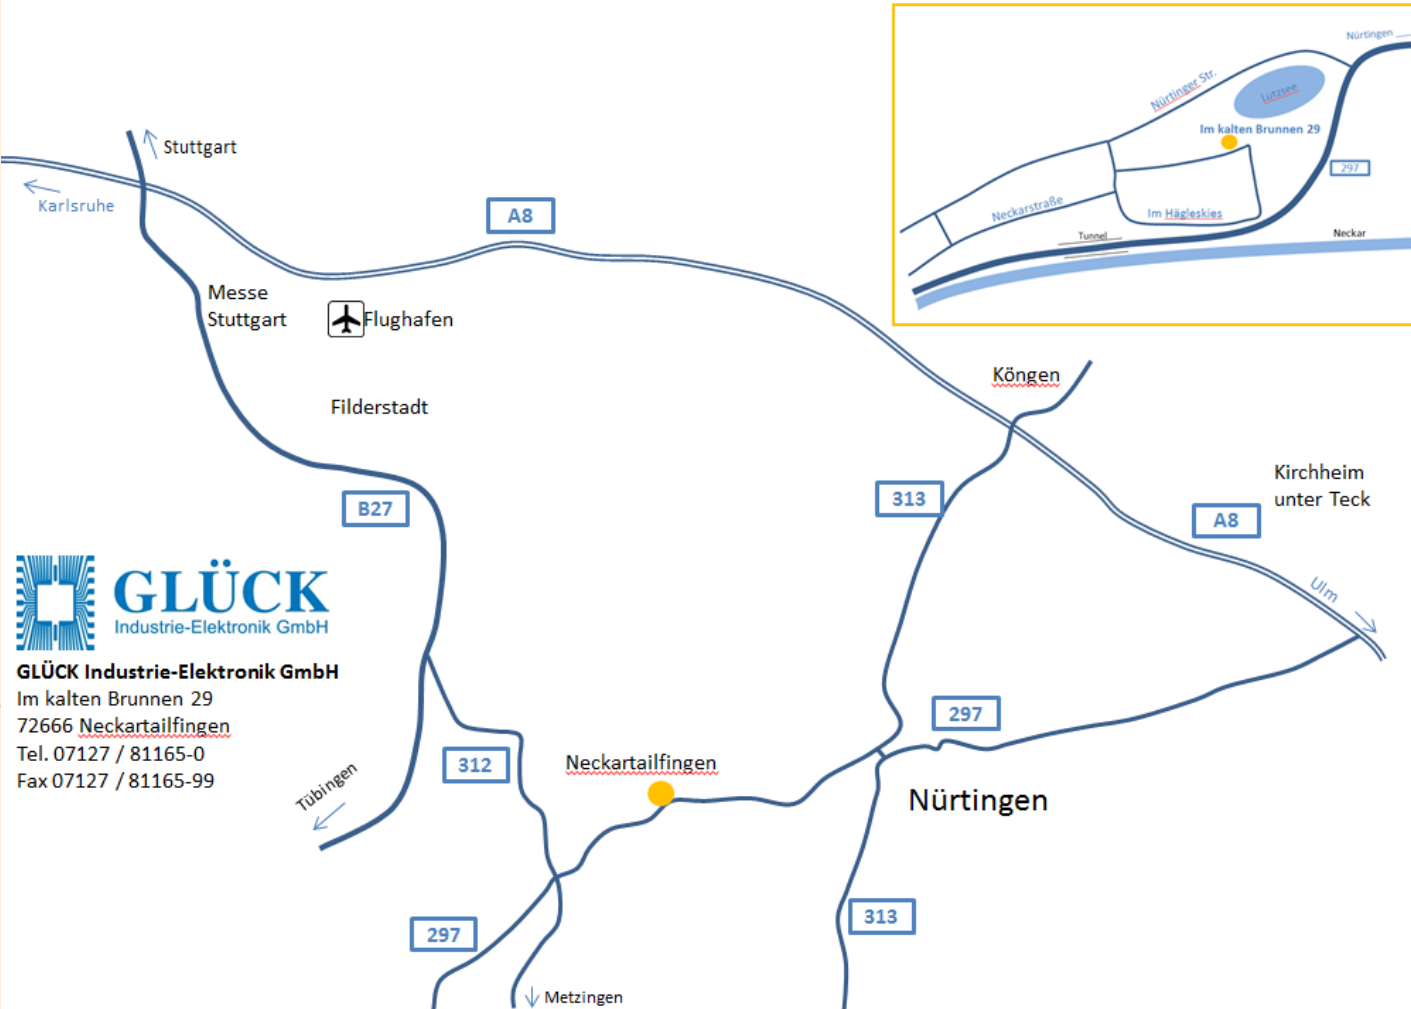 Nürtingen
Nürtinger Str.
Lutzsee
Im kalten Brunnen 29
297
Neckarstraße
Im Hägleskies
Tunnel
Neckar
Stuttgart
Karlsruhe
A8
Messe
Stuttgart
Flughafen
Filderstadt
Köngen
Kirchheim
unter Teck
313
A8
B27
Ulm
GLÜCK
Industrie-Elektronik GmbH
GLÜCK Industrie-Elektronik GmbH
Im kalten Brunnen 29
72666 Neckartailfingen
Tel. 07127 / 81165-0
Fax 07127 / 81165-99
297
312
Neckartailfingen
Tübingen
Nürtingen
313
297
Metzingen